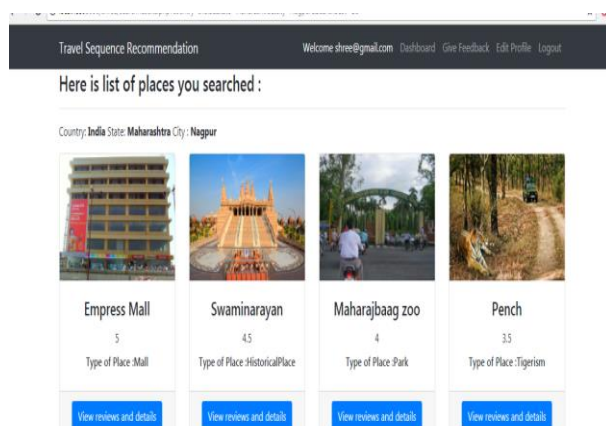 Travel Sequence Recommendation
Welcome shree@gmail.com Dashboard Give Feedback Edit Profile Logout
Here is list of places you searched :
Country: India State: Maharashtra City : Nagpur
Empress Mall
5
Type of Place :Mall
View reviews and details
Swaminarayan
4.5
Type of Place :HistoricalPlace
View reviews and details
Maharajbaag zoo
4
Type of Place :Park
View reviews and details
Pench
3.5
Type of Place :Tigerism
View reviews and details